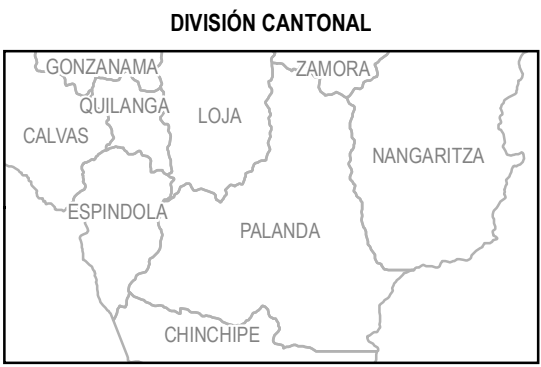 DIVISIÓN CANTONAL
GONZANAMA
ZAMORA
QUILANGA
LOJA
CALVAS
NANGARITZA
ESPINDOLA
PALANDA
CHINCHIPE